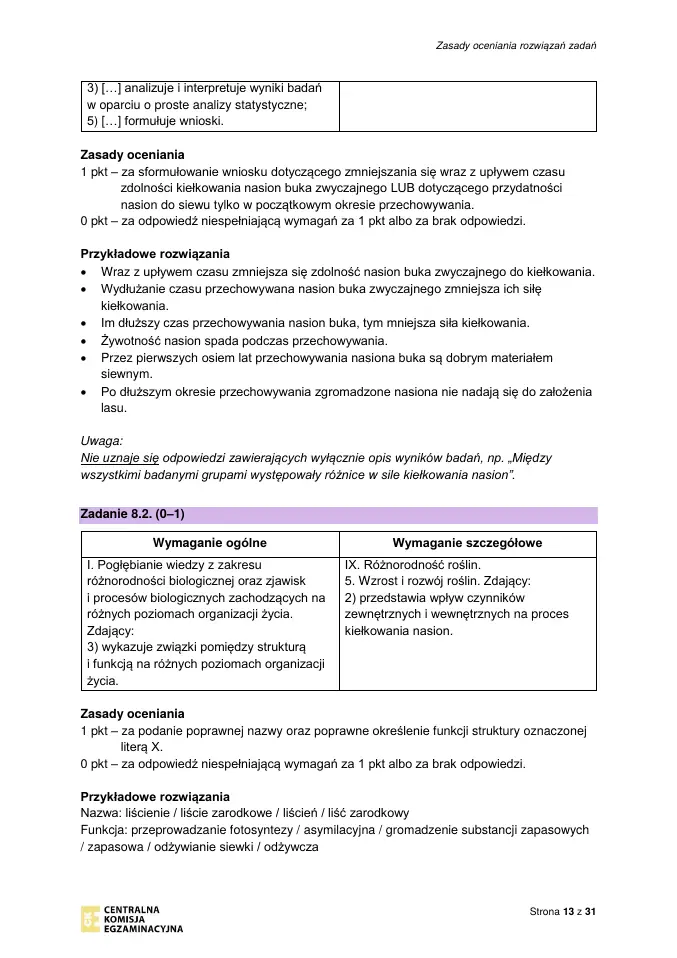 Zasady oceniania rozwiązań zadań
3) […] analizuje i interpretuje wyniki badań
w oparciu o proste analizy statystyczne;
5) […] formułuje wnioski.
Zasady oceniania
1 pkt – za sformułowanie wniosku dotyczącego zmniejszania się wraz z upływem czasu
zdolności kiełkowania nasion buka zwyczajnego LUB dotyczącego przydatności
nasion do siewu tylko w początkowym okresie przechowywania.
0 pkt – za odpowiedź niespełniającą wymagań za 1 pkt albo za brak odpowiedzi.
Przykładowe rozwiązania
• Wraz z upływem czasu zmniejsza się zdolność nasion buka zwyczajnego do kiełkowania.
• Wydłużanie czasu przechowywana nasion buka zwyczajnego zmniejsza ich siłę
kiełkowania.
• Im dłuższy czas przechowywania nasion buka, tym mniejsza siła kiełkowania.
• Żywotność nasion spada podczas przechowywania.
• Przez pierwszych osiem lat przechowywania nasiona buka są dobrym materiałem
siewnym.
• Po dłuższym okresie przechowywania zgromadzone nasiona nie nadają się do założenia
lasu.
Uwaga:
Nie uznaje się odpowiedzi zawierających wyłącznie opis wyników badań, np. „Między
wszystkimi badanymi grupami występowały różnice w sile kiełkowania nasion”.
Zadanie 8.2. (0–1)
Wymaganie ogólne
I. Pogłębianie wiedzy z zakresu
różnorodności biologicznej oraz zjawisk
i procesów biologicznych zachodzących na
różnych poziomach organizacji życia.
Zdający:
3) wykazuje związki pomiędzy strukturą
i funkcją na różnych poziomach organizacji
życia.
Wymaganie szczegółowe
IX. Różnorodność roślin.
5. Wzrost i rozwój roślin. Zdający:
2) przedstawia wpływ czynników
zewnętrznych i wewnętrznych na proces
kiełkowania nasion.
Zasady oceniania
1 pkt – za podanie poprawnej nazwy oraz poprawne określenie funkcji struktury oznaczonej
literą X.
0 pkt – za odpowiedź niespełniającą wymagań za 1 pkt albo za brak odpowiedzi.
Przykładowe rozwiązania
Nazwa: liścienie / liście zarodkowe / liścień / liść zarodkowy
Funkcja: przeprowadzanie fotosyntezy / asymilacyjna / gromadzenie substancji zapasowych
/ zapasowa / odżywianie siewki / odżywcza
CKE
CENTRALNA
KOMISJA
EGZAMINACYJNA
Strona 13 z 31